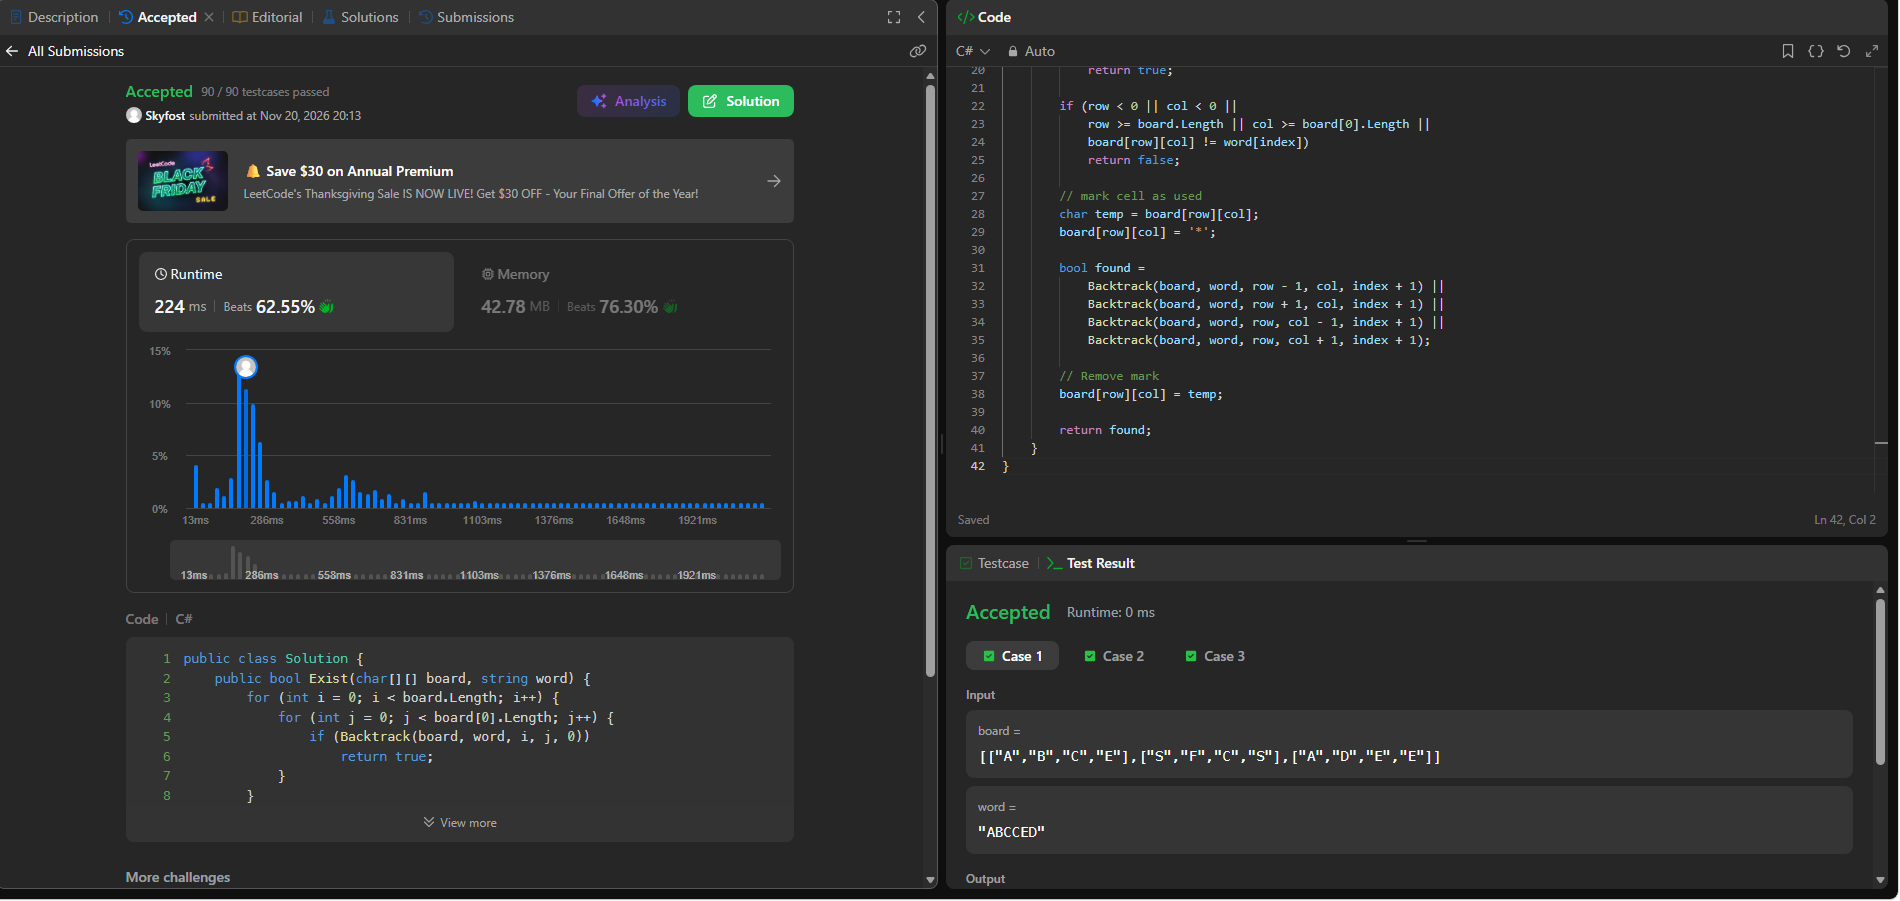 Description
Accepted
Editorial
Solutions
Submissions
All Submissions
Accepted 90 / 90 testcases passed
Skyfost submitted at Nov 20, 2026 20:13
Analysis
Solution
LeetCode
BLACK
FRIDAY
SALE
Save $30 on Annual Premium
LeetCode's Thanksgiving Sale IS NOW LIVE! Get $30 OFF - Your Final Offer of the Year!
Runtime
224 ms | Beats 62.55%
Memory
42.78 MB | Beats 76.30%
15%
10%
5%
0%
13ms 286ms 558ms 831ms 1103ms 1376ms 1648ms 1921ms
13ms 286ms 558ms 831ms 1103ms 1376ms 1648ms 1921ms
Code | C#
1 public class Solution {
2     public bool Exist(char[][] board, string word) {
3         for (int i = 0; i < board.Length; i++) {
4             for (int j = 0; j < board[0].Length; j++) {
5                 if (Backtrack(board, word, i, j, 0))
6                     return true;
7             }
8         }
View more
More challenges
</> Code
C#
Auto
20             return true;
21
22         if (row < 0 || col < 0 ||
23             row >= board.Length || col >= board[0].Length ||
24             board[row][col] != word[index])
25             return false;
26
27         // mark cell as used
28         char temp = board[row][col];
29         board[row][col] = '*';
30
31         bool found =
32             Backtrack(board, word, row - 1, col, index + 1) ||
33             Backtrack(board, word, row + 1, col, index + 1) ||
34             Backtrack(board, word, row, col - 1, index + 1) ||
35             Backtrack(board, word, row, col + 1, index + 1);
36
37         // Remove mark
38         board[row][col] = temp;
39
40         return found;
41     }
42 }
Saved
Ln 42, Col 2
Testcase
Test Result
Accepted Runtime: 0 ms
Case 1
Case 2
Case 3
Input
board =
[["A","B","C","E"],["S","F","C","S"],["A","D","E","E"]]
word =
"ABCCED"
Output